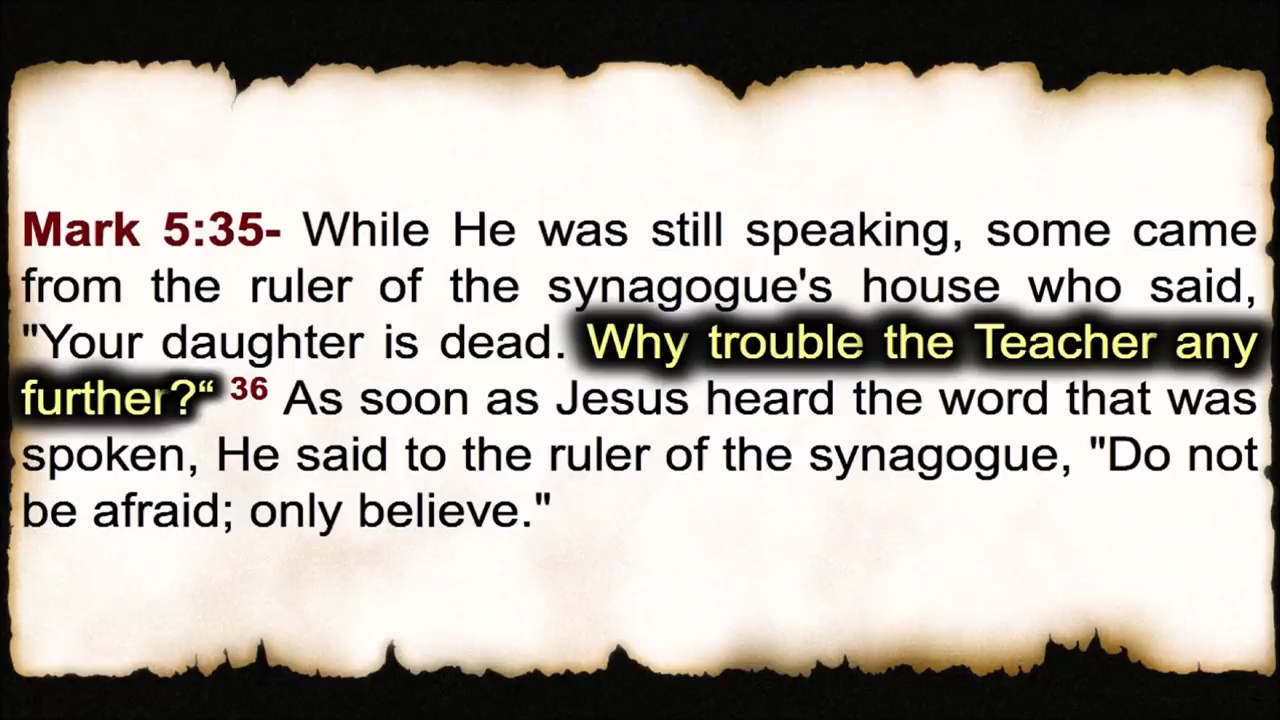 Mark 5:35- While He was still speaking, some came
from the ruler of the synagogue's house who said,
"Your daughter is dead. Why trouble the Teacher any
further?“ 36 As soon as Jesus heard the word that was
spoken, He said to the ruler of the synagogue, "Do not
be afraid; only believe."